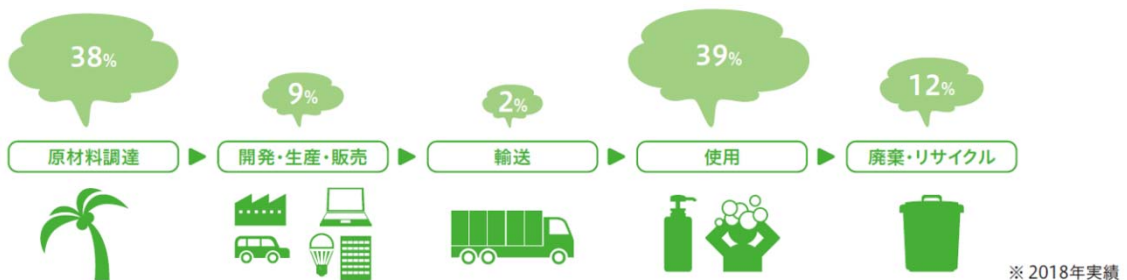 38%
9%
2%
39%
12%
原材料調達
開発・生産・販売
輸送
使用
廃棄・リサイクル
※ 2018年実績